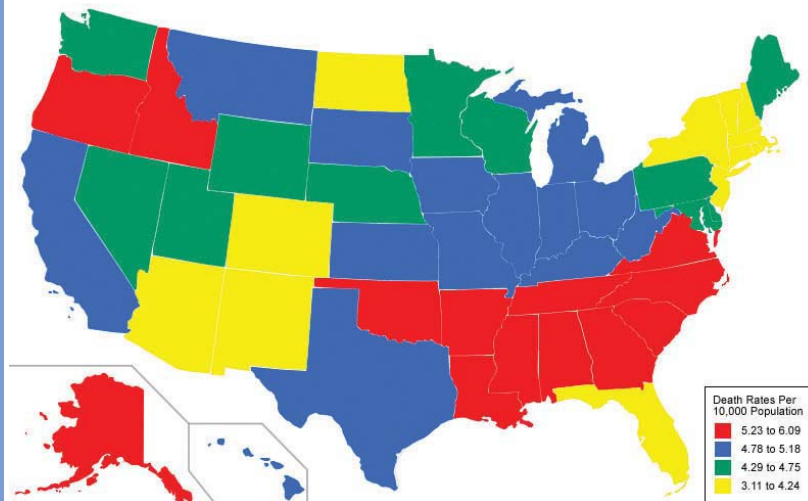 Death Rates Per
10,000 Population
5.23 to 6.09
4.78 to 5.18
4.29 to 4.75
3.11 to 4.24